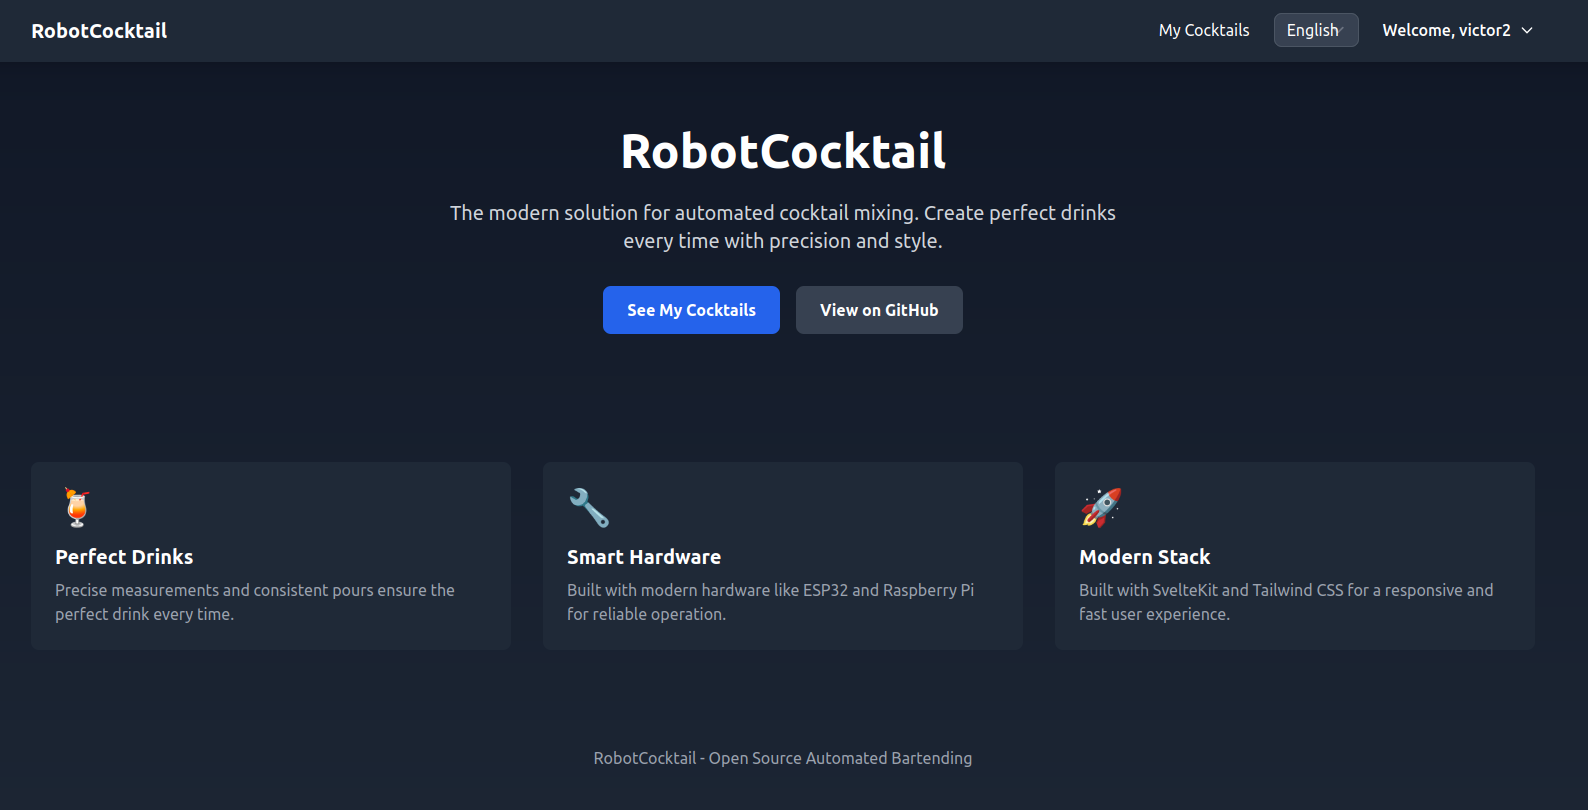 RobotCocktail
My Cocktails
English
Welcome, victor2
RobotCocktail
The modern solution for automated cocktail mixing. Create perfect drinks
every time with precision and style.
See My Cocktails
View on GitHub
Perfect Drinks
Precise measurements and consistent pours ensure the
perfect drink every time.
Smart Hardware
Built with modern hardware like ESP32 and Raspberry Pi
for reliable operation.
Modern Stack
Built with SvelteKit and Tailwind CSS for a responsive and
fast user experience.
RobotCocktail - Open Source Automated Bartending